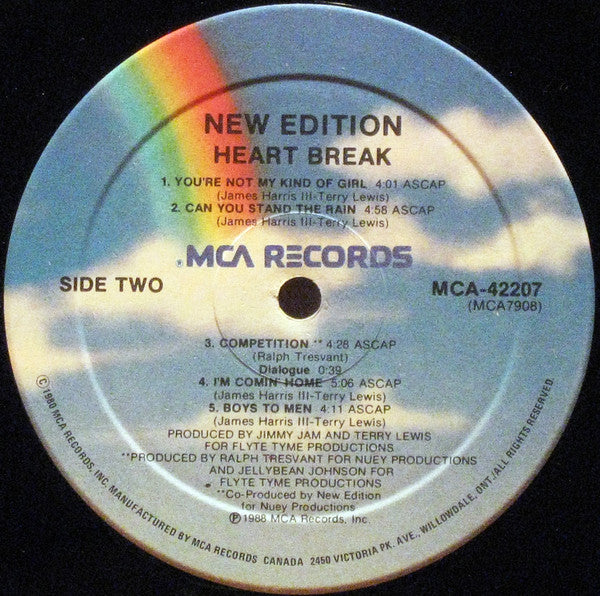 NEW EDITION
HEART BREAK
1. YOU'RE NOT MY KIND OF GIRL 4:01 ASCAP
(James Harris III-Terry Lewis)
2. CAN YOU STAND THE RAIN 4:58 ASCAP
(James Harris III-Terry Lewis)
®MCA RECORDS
SIDE TWO
MCA-42207
(MCA7908)
3. COMPETITION ** 4:28 ASCAP
(Ralph Tresvant)
Dialogue 0:39
4. I'M COMIN' HOME 5:06 ASCAP
(James Harris III-Terry Lewis)
5. BOYS TO MEN 4:11 ASCAP
(James Harris III-Terry Lewis)
PRODUCED BY JIMMY JAM AND TERRY LEWIS
FOR FLYTE TYME PRODUCTIONS
**PRODUCED BY RALPH TRESVANT FOR NUEY PRODUCTIONS
AND JELLYBEAN JOHNSON FOR
FLYTE TYME PRODUCTIONS
**Co-Produced by New Edition
for Nuey Productions
Ⓟ1988 MCA Records, Inc.
©1980 MCA RECORDS, INC. MANUFACTURED BY MCA RECORDS CANADA 2450 VICTORIA PK. AVE., WILLOWDALE, ONT./ALL RIGHTS RESERVED.